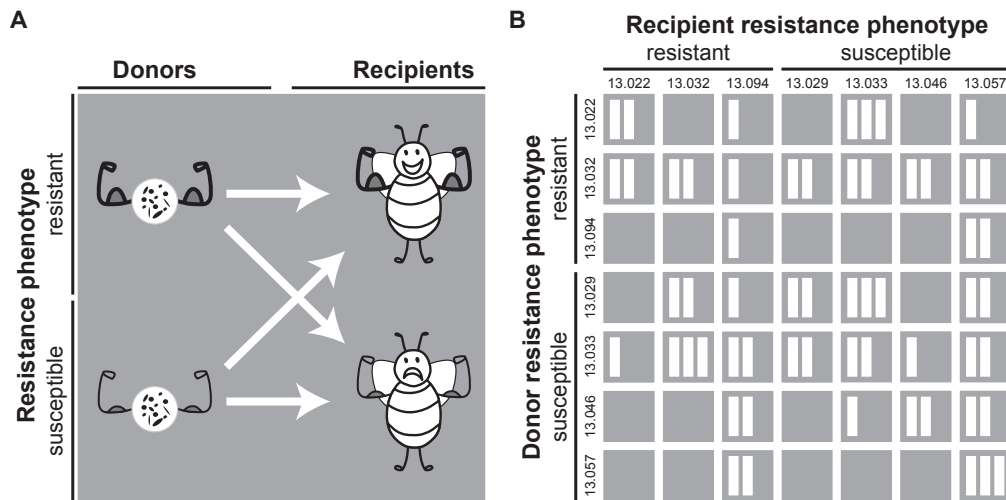 A
Donors
Recipients
Resistance phenotype
resistant
susceptible
B
Recipient resistance phenotype
resistant
susceptible
13.022 13.032 13.094 13.029 13.033 13.046 13.057
Donor resistance phenotype
resistant
susceptible
13.022
13.032
13.094
13.029
13.033
13.046
13.057